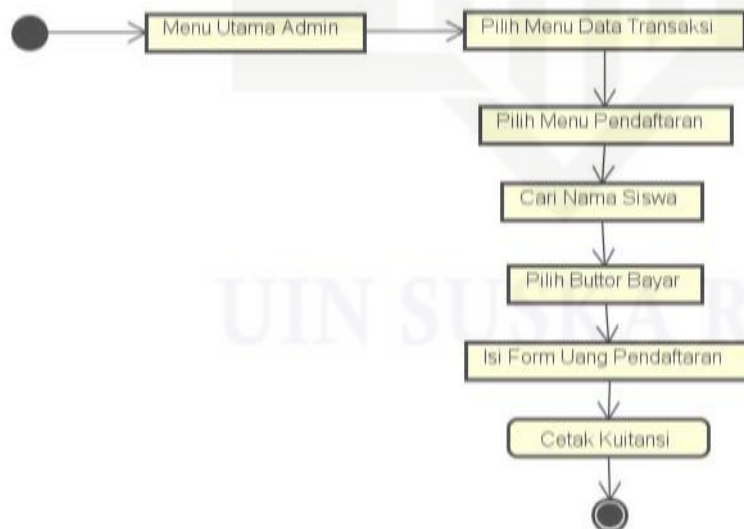 Menu Utama Admin
Pilih Menu Data Transaksi
Pilih Menu Pendaftaran
Cari Nama Siswa
Pilih Buttor Bayar
Isi Form Uang Pendaftaran
Cetak Kuitansi
UIN SUSKA R